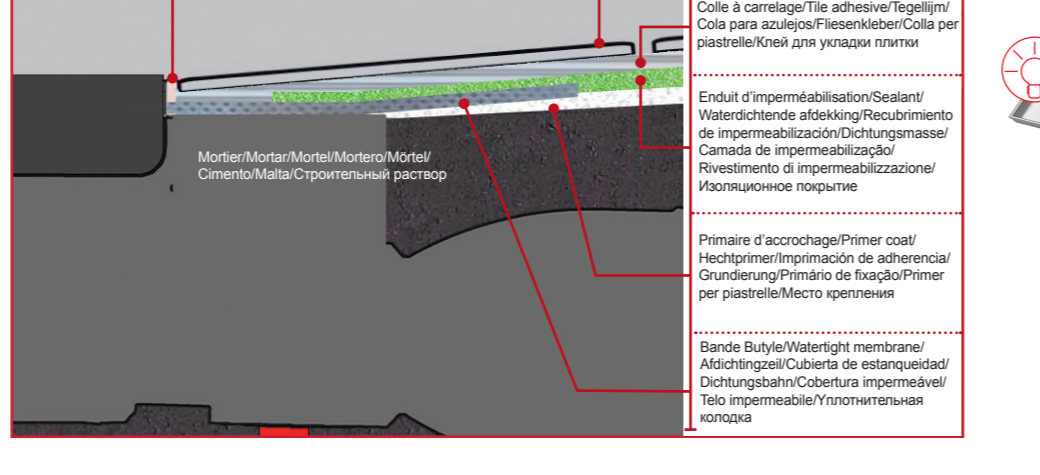 Colle à carrelage/Tile adhesive/Tegellijm/
Cola para azulejos/Fliesenkleber/Colla per
piastrelle/Клей для укладки плитки
Enduit d'imperméabilisation/Sealant/
Waterdichtende afdekking/Recubrimiento
de impermeabilización/Dichtungsmasse/
Camada de impermeabilização/
Rivestimento di impermeabilizzazione/
Изоляционное покрытие
Mortier/Mortar/Mortel/Mortero/Mörtel/
Cimento/Malta/Строительный раствор
Primaire d'accrochage/Primer coat/
Hechtprimer/Imprimación de adherencia/
Grundierung/Primário de fixação/Primer
per piastrelle/Место крепления
Bande Butyle/Watertight membrane/
Afdichtingzeil/Cubierta de estanqueidad/
Dichtungsbahn/Cobertura impermeável/
Telo impermeabile/Уплотнительная
колодка